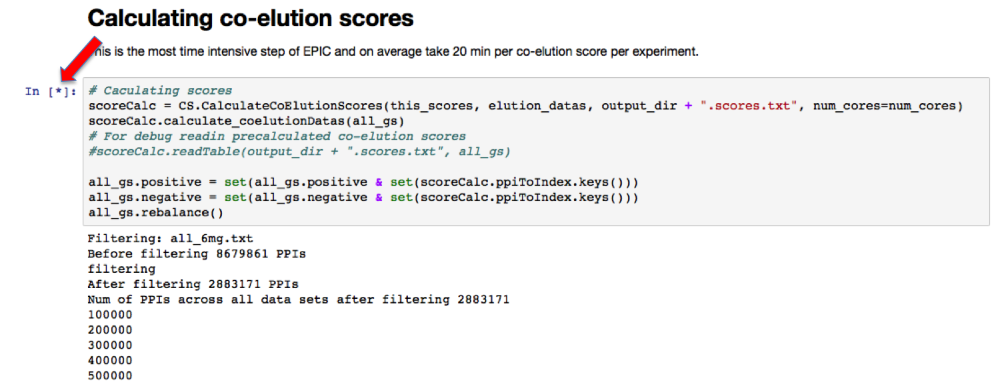 Calculating co-elution scores
his is the most time intensive step of EPIC and on average take 20 min per co-elution score per experiment.
In [*]:
# Caculating scores
scoreCalc = CS.CalculateCoElutionScores(this_scores, elution_datas, output_dir + ".scores.txt", num_cores=num_cores)
scoreCalc.calculate_coelutionDatas(all_gs)
# For debug readin precalculated co-elution scores
#scoreCalc.readTable(output_dir + ".scores.txt", all_gs)
all_gs.positive = set(all_gs.positive & set(scoreCalc.ppiToIndex.keys()))
all_gs.negative = set(all_gs.negative & set(scoreCalc.ppiToIndex.keys()))
all_gs.rebalance()
Filtering: all_6mg.txt
Before filtering 8679861 PPIs
filtering
After filtering 2883171 PPIs
Num of PPIs across all data sets after filtering 2883171
100000
200000
300000
400000
500000